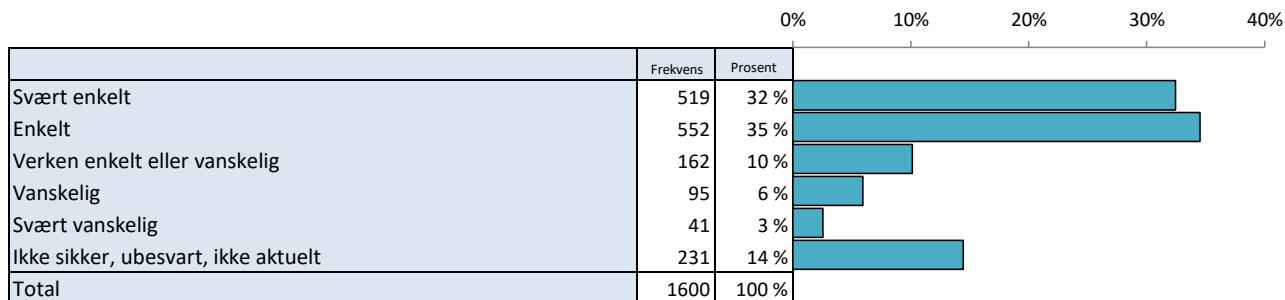 0% 10% 20% 30% 40%
Frekvens Prosent
Svært enkelt 519 32 %
Enkelt 552 35 %
Verken enkelt eller vanskelig 162 10 %
Vanskelig 95 6 %
Svært vanskelig 41 3 %
Ikke sikker, ubesvart, ikke aktuelt 231 14 %
Total 1600 100 %